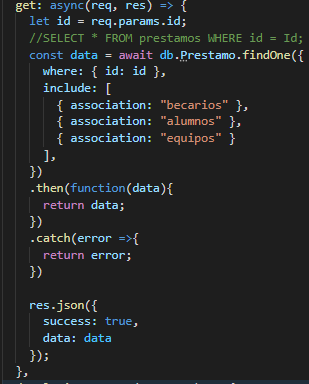 get: async(req, res) => {
let id = req.params.id;
//SELECT * FROM prestamos WHERE id = Id;
const data = await db.Prestamo.findOne({
where: { id: id },
include: [
{ association: "becarios" },
{ association: "alumnos" },
{ association: "equipos" }
],
})
.then(function(data){
return data;
})
.catch(error =>{
return error;
})
res.json({
success: true,
data: data
});
},